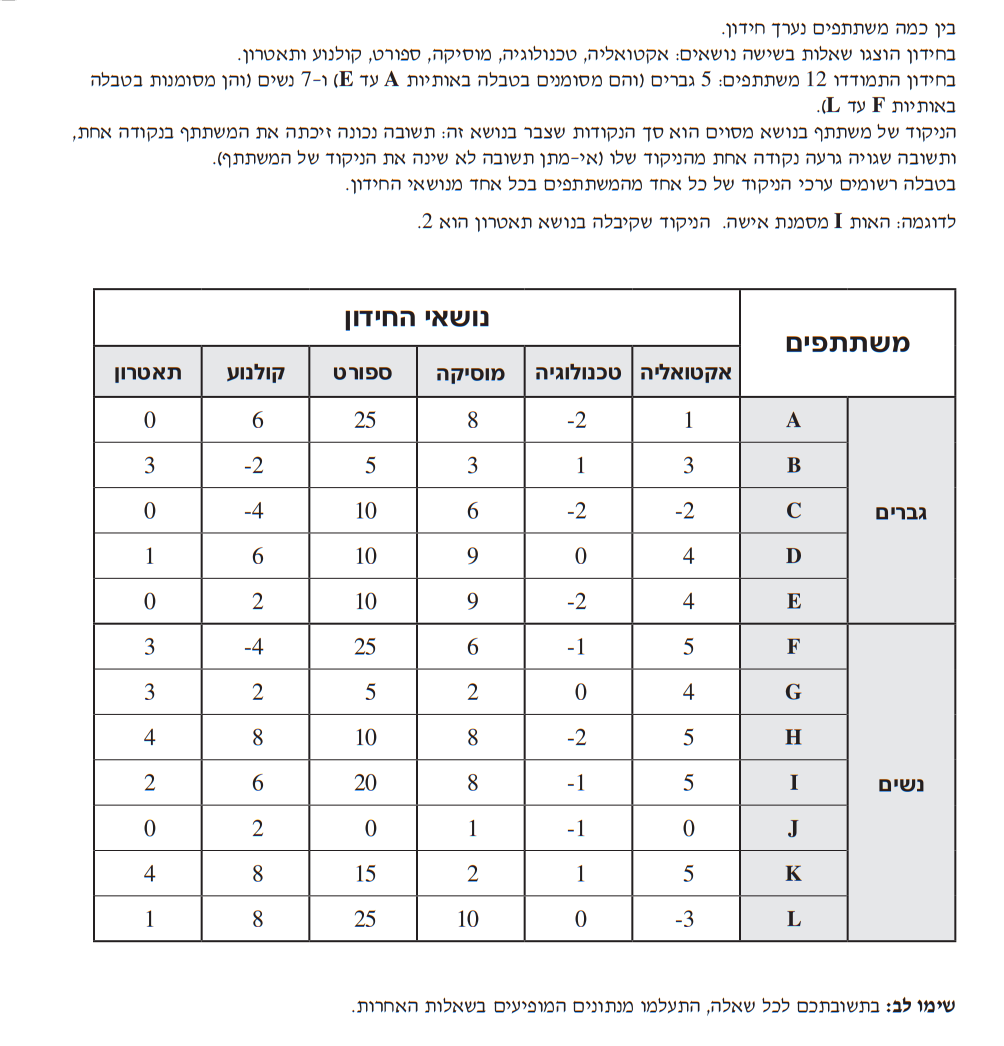 בין כמה משתתפים נערך חידון.
בחידון הוצגו שאלות בשישה נושאים: אקטואליה, טכנולוגיה, מוסיקה, ספורט, קולנוע ותאטרון.
בחידון התמודדו 12 משתתפים: 5 גברים (והם מסומנים בטבלה באותיות A עד E) ו-7 נשים (והן מסומנות בטבלה
באותיות F עד L).
הניקוד של משתתף בנושא מסוים הוא סך הנקודות שצבר בנושא זה: תשובה נכונה זיכתה את המשתתף בנקודה אחת,
ותשובה שגויה גרעה נקודה אחת מהניקוד שלו (אי-מתן תשובה לא שינה את הניקוד של המשתתף).
בטבלה רשומים ערכי הניקוד של כל אחד מהמשתתפים בכל אחד מנושאי החידון.
לדוגמה: האות I מסמנת אישה. הניקוד שקיבלה בנושא תאטרון הוא 2.
משתתפים נושאי החידון
אקטואליה טכנולוגיה מוסיקה ספורט קולנוע תאטרון
גברים
A 1 -2 8 25 6 0
B 3 1 3 5 -2 3
C -2 -2 6 10 -4 0
D 4 0 9 10 6 1
E 4 -2 9 10 2 0
נשים
F 5 -1 6 25 -4 3
G 4 0 2 5 2 3
H 5 -2 8 10 8 4
I 5 -1 8 20 6 2
J 0 -1 1 0 2 0
K 5 1 2 15 8 4
L -3 0 10 25 8 1
שימו לב: בתשובתכם לכל שאלה, התעלמו מנתונים המופיעים בשאלות האחרות.